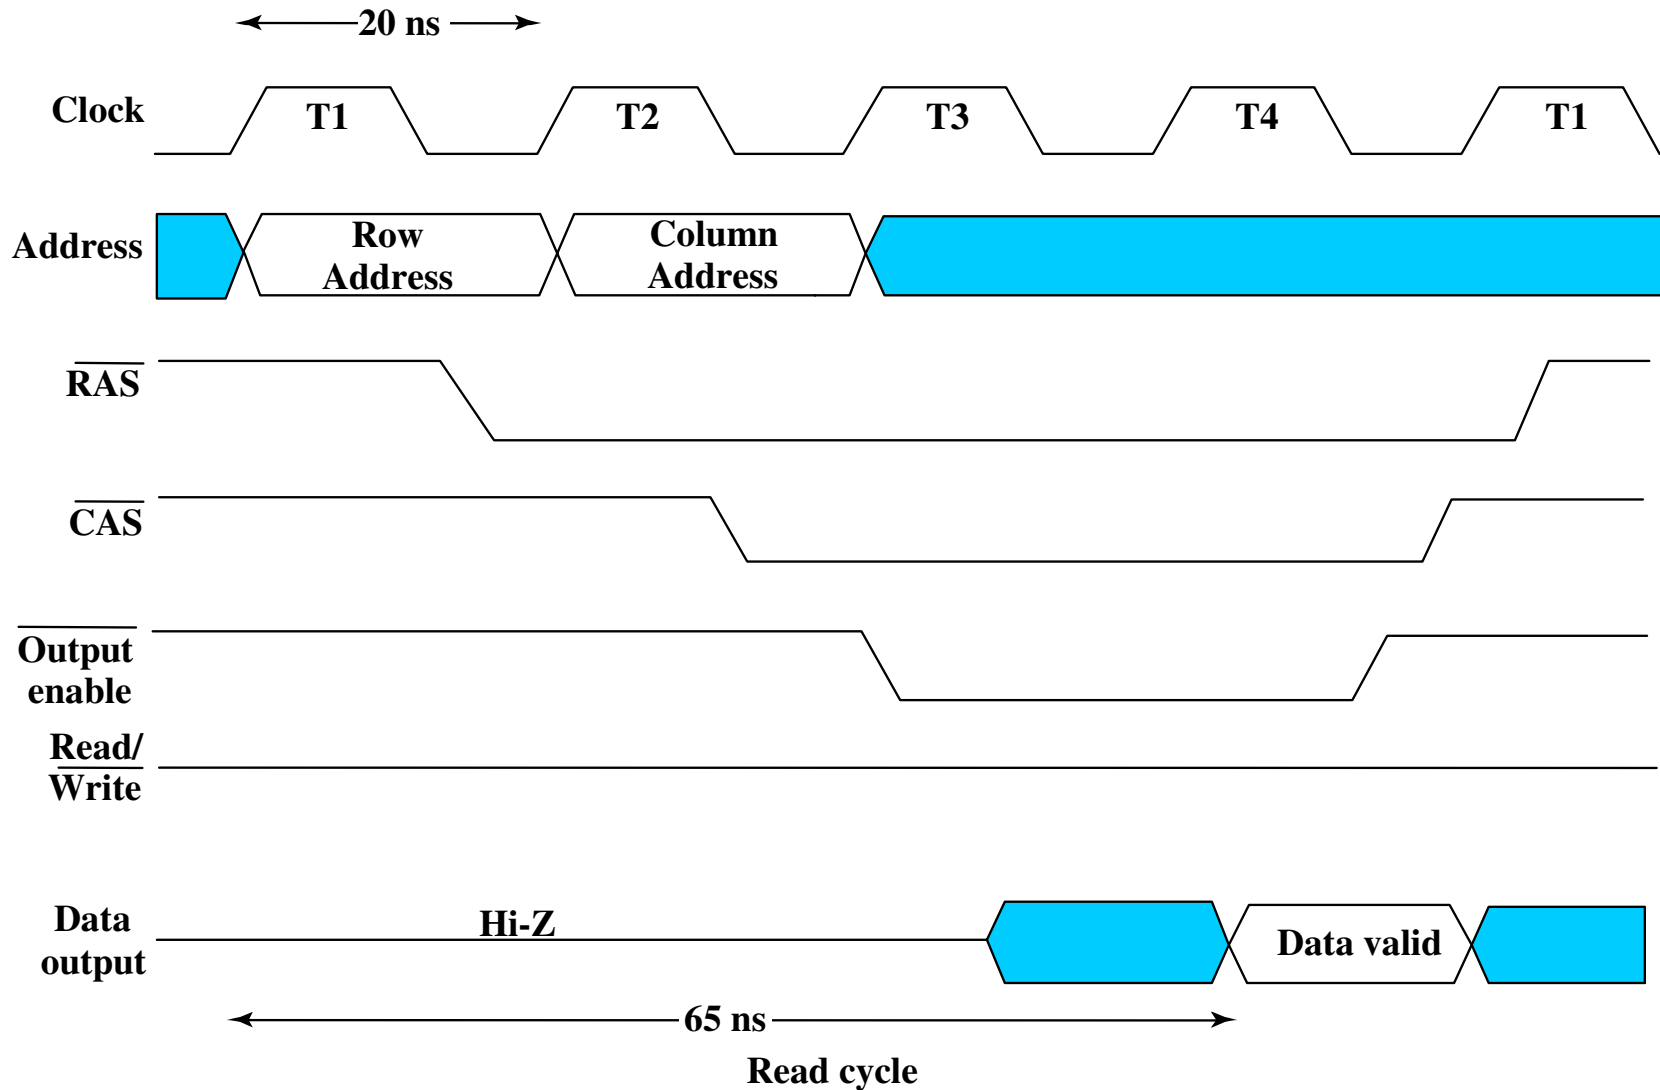 20 ns
Clock
T1
T2
T3
T4
T1
Address
Row
Address
Column
Address
RAS
CAS
Output
enable
Read/
Write
Data
output
Hi-Z
Data valid
65 ns
Read cycle